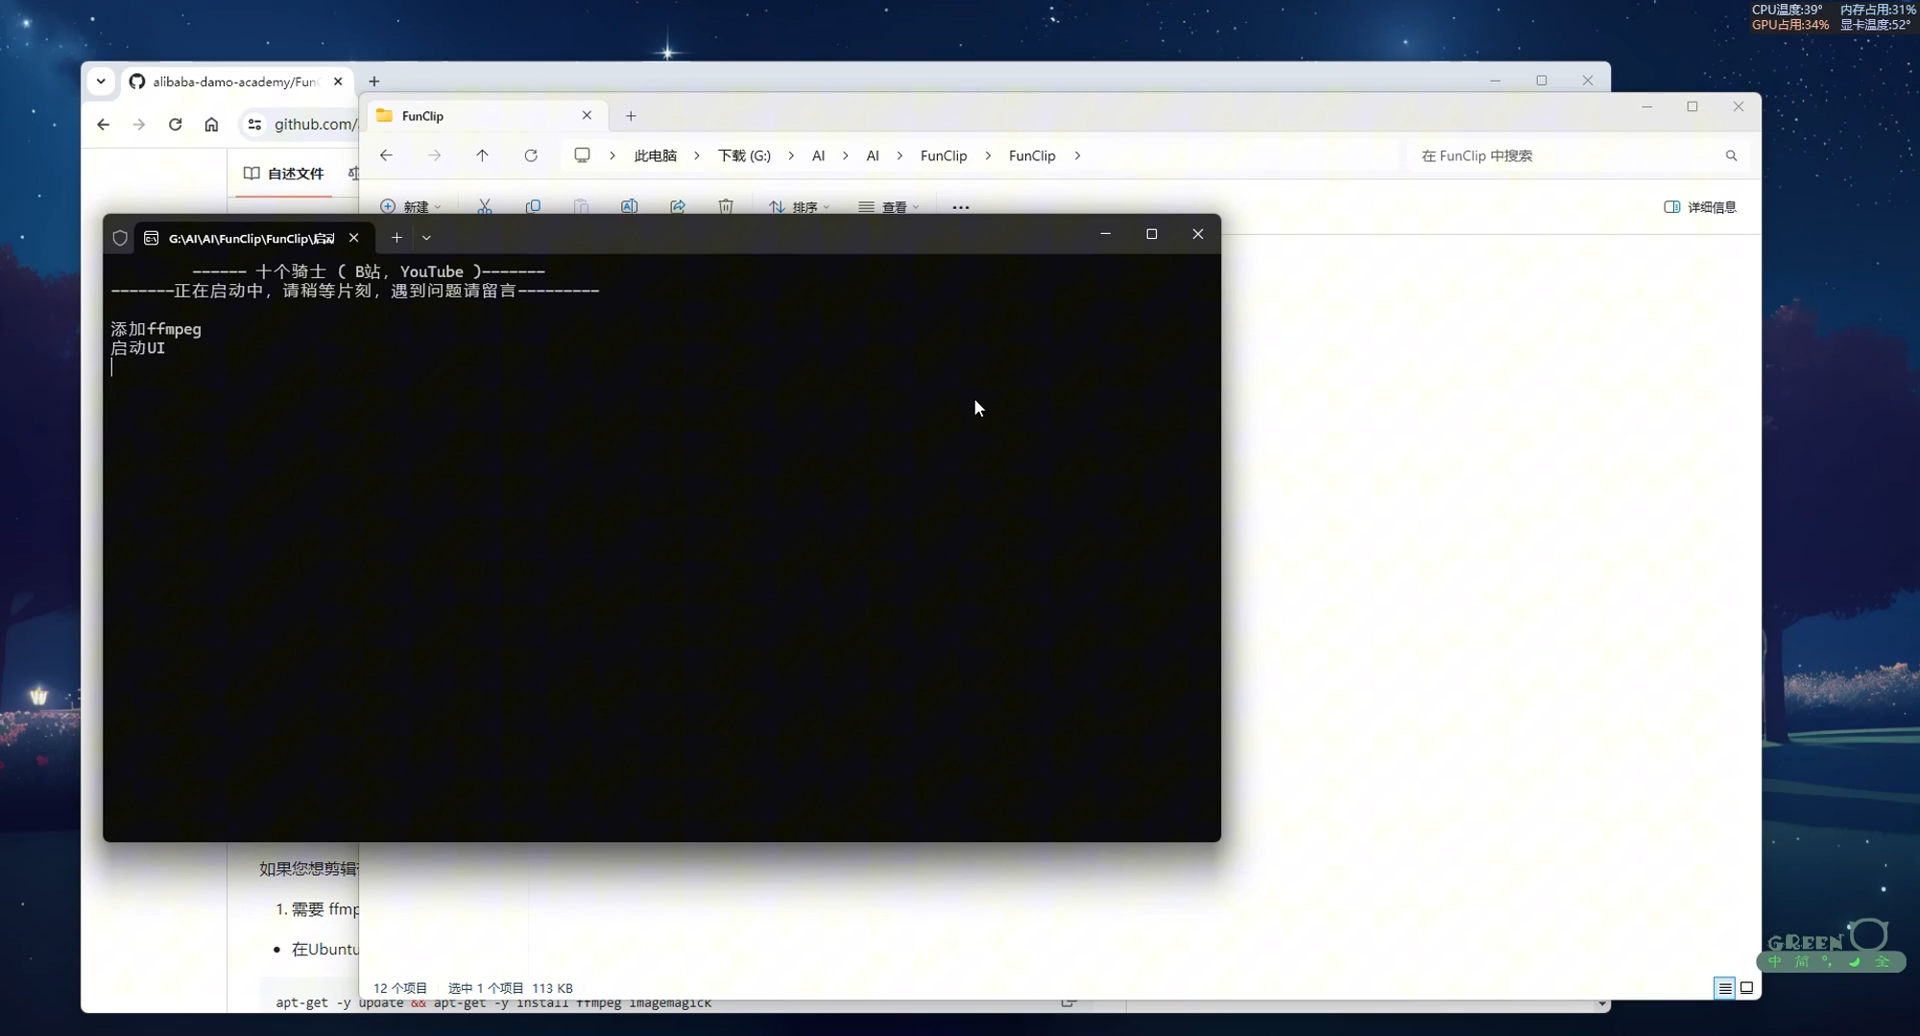 CPU温度:39° 内存占用:31%
GPU占用:34% 显卡温度:52°
alibaba-damo-academy/Fun
github.com/
自述文件
FunClip
此电脑 > 下载 (G:) > AI > AI > FunClip > FunClip >
在 FunClip 中搜索
新建 排序 查看 ... 详细信息
G:\AI\AI\FunClip\FunClip\启动
------ 十个骑士 ( B站, YouTube )-------
-------正在启动中, 请稍等片刻, 遇到问题请留言---------
添加ffmpeg
启动UI
如果您想剪辑
1. 需要 ffmp
• 在Ubuntu
apt-get -y update && apt-get -y install ffmpeg imagemagick
12 个项目 选中 1 个项目 113 KB
GREEN
中 简 °, 全